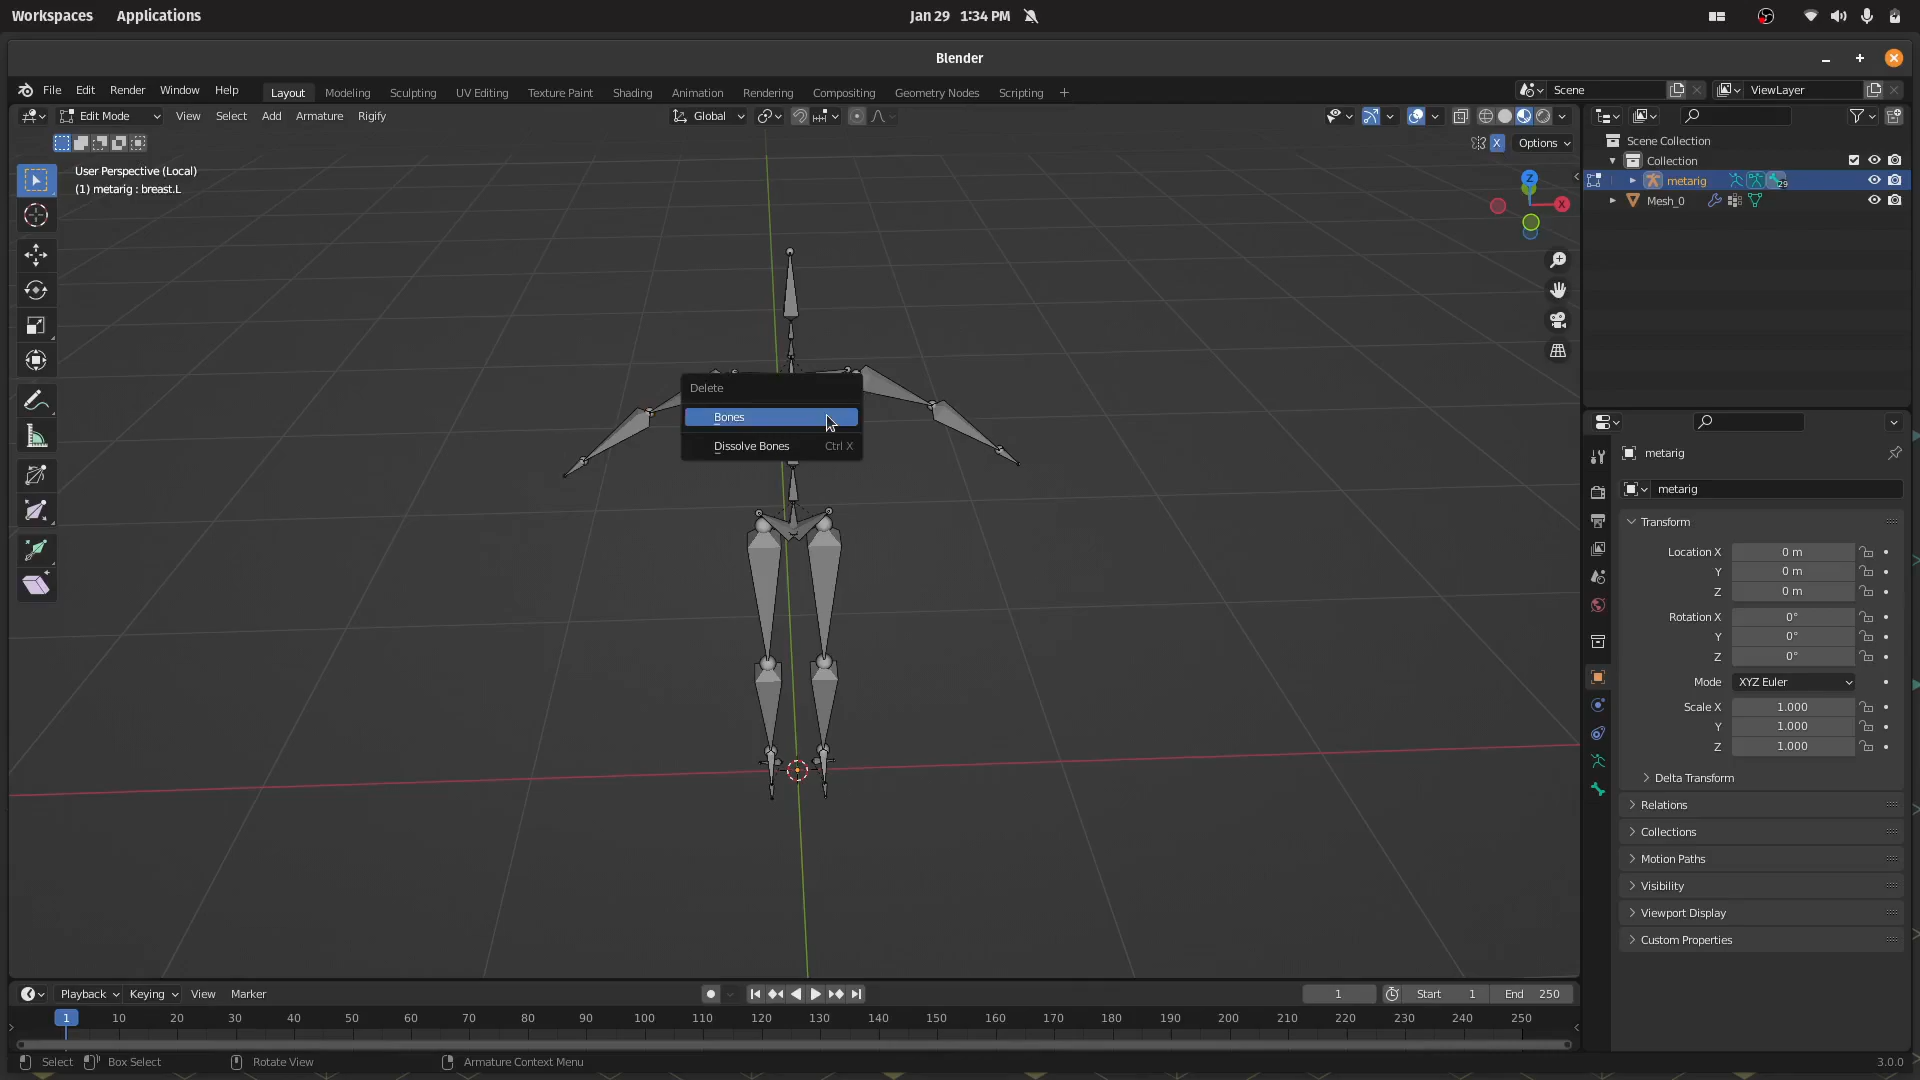 Workspaces Applications Jan 29 1:34 PM
Blender
File Edit Render Window Help Layout Modeling Sculpting UV Editing Texture Paint Shading Animation Rendering Compositing Geometry Nodes Scripting + Scene ViewLayer
Edit Mode View Select Add Armature Rigify Global
X Options
Scene Collection
Collection
User Perspective (Local)
(1) metarig : breast.L
metarig 29
Mesh_0
Z
X
Delete
Bones
Dissolve Bones Ctrl X
metarig
metarig
Transform
Location X 0 m
Y 0 m
Z 0 m
Rotation X 0°
Y 0°
Z 0°
Mode XYZ Euler
Scale X 1.000
Y 1.000
Z 1.000
Delta Transform
Relations
Collections
Motion Paths
Visibility
Viewport Display
Custom Properties
Playback Keying View Marker 1 Start 1 End 250
1 10 20 30 40 50 60 70 80 90 100 110 120 130 140 150 160 170 180 190 200 210 220 230 240 250
Select Box Select Rotate View Armature Context Menu 3.0.0